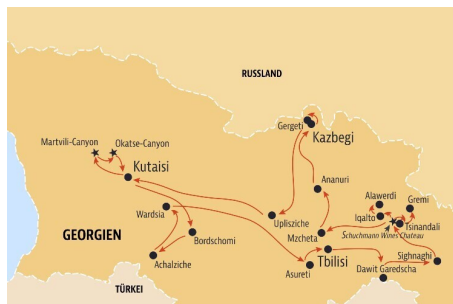 RUSSLAND
Gergeti
Kazbegi
Martvili-Canyon
Okatse-Canyon
Kutaisi
Ananuri
Alawerdi
Gremi
Wardsia
Uplisziche
Iqalto
Tsinandali
Mzcheta
Schuchmann Wines Chateau
GEORGIEN
Bordschomi
Tbilisi
Sighnaghi
Achalziche
Asureti
Dawit Garedscha
TÜRKEI